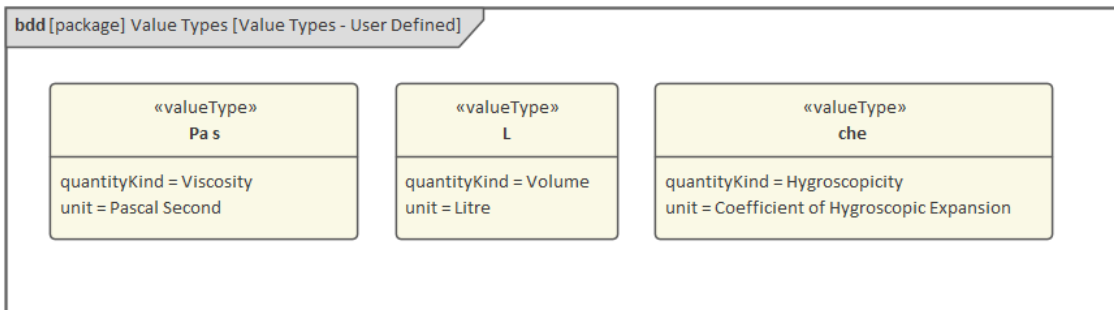 bdd [package] Value Types [Value Types - User Defined]
«valueType»
Pa s
quantityKind = Viscosity
unit = Pascal Second
«valueType»
L
quantityKind = Volume
unit = Litre
«valueType»
che
quantityKind = Hygroscopicity
unit = Coefficient of Hygroscopic Expansion